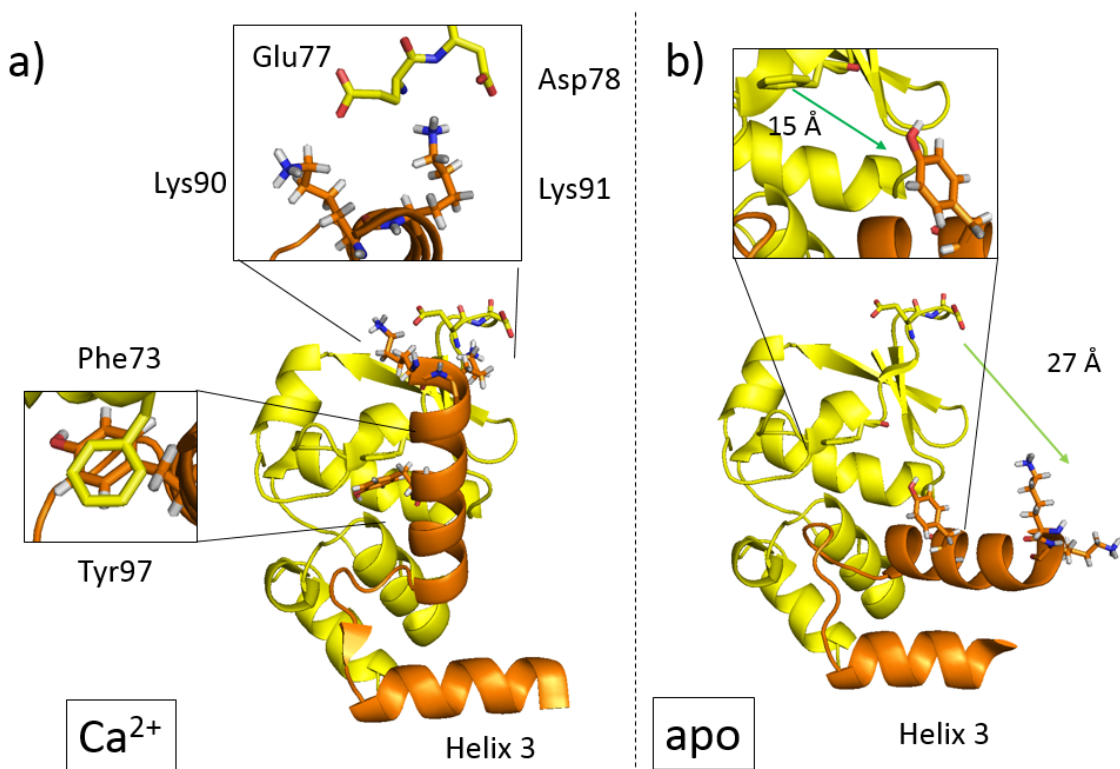 a)
Glu77
Asp78
Lys90
Lys91
Phe73
Tyr97
Ca2+
Helix 3
b)
15 Å
27 Å
apo
Helix 3